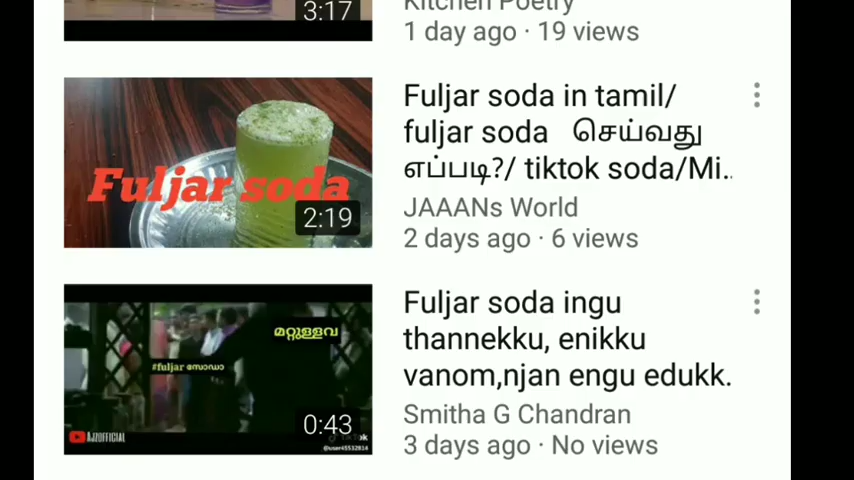 3:17
Kitchen Poetry
1 day ago · 19 views
Fuljar soda
2:19
Fuljar soda in tamil/
fuljar soda செய்வது
எப்படி?/ tiktok soda/Mi..
JAAANs World
2 days ago · 6 views
മറ്റുള്ളവ
#fuljar സോഡാ
0:43
AJZOFFICIAL
@user45532814
Fuljar soda ingu
thannekku, enikku
vanom,njan engu edukk.
Smitha G Chandran
3 days ago · No views